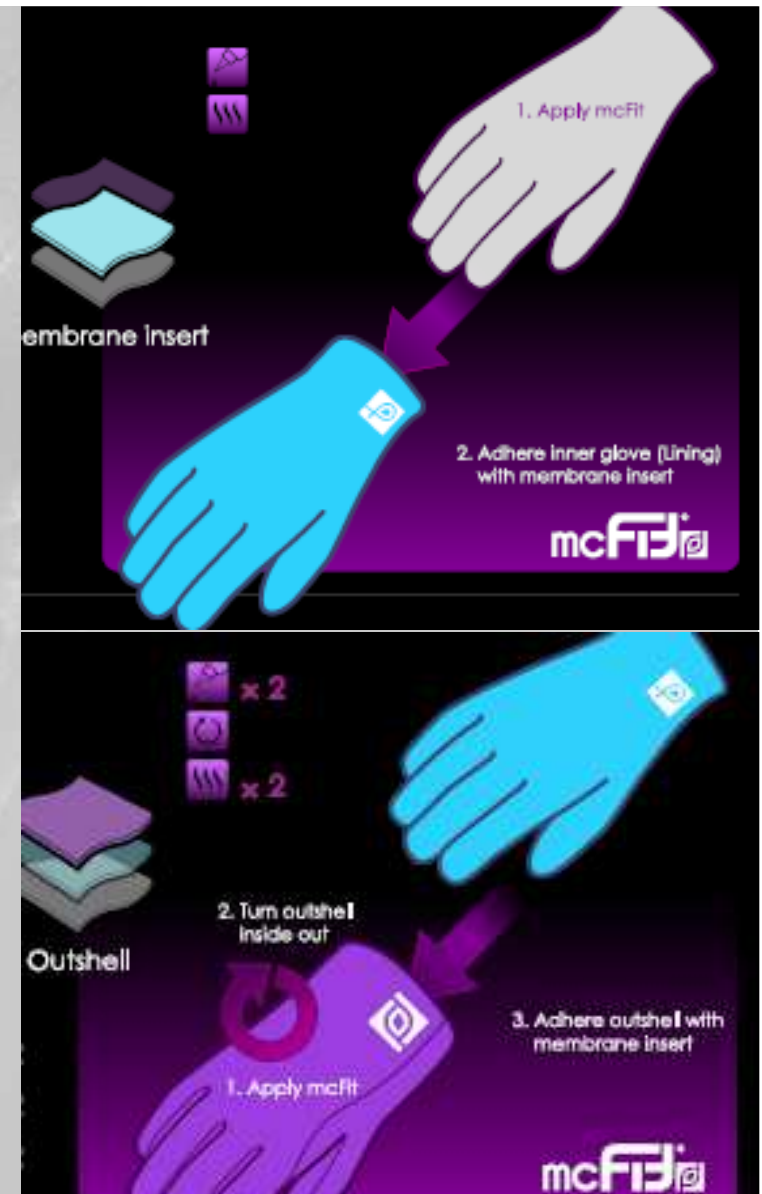 1. Apply mcFit
embrane insert
2. Adhere inner glove (Lining)
with membrane insert
mcFit
x 2
x 2
2. Turn outshell
inside out
Outshell
3. Adhere outshell with
membrane insert
1. Apply mcFit
mcFit